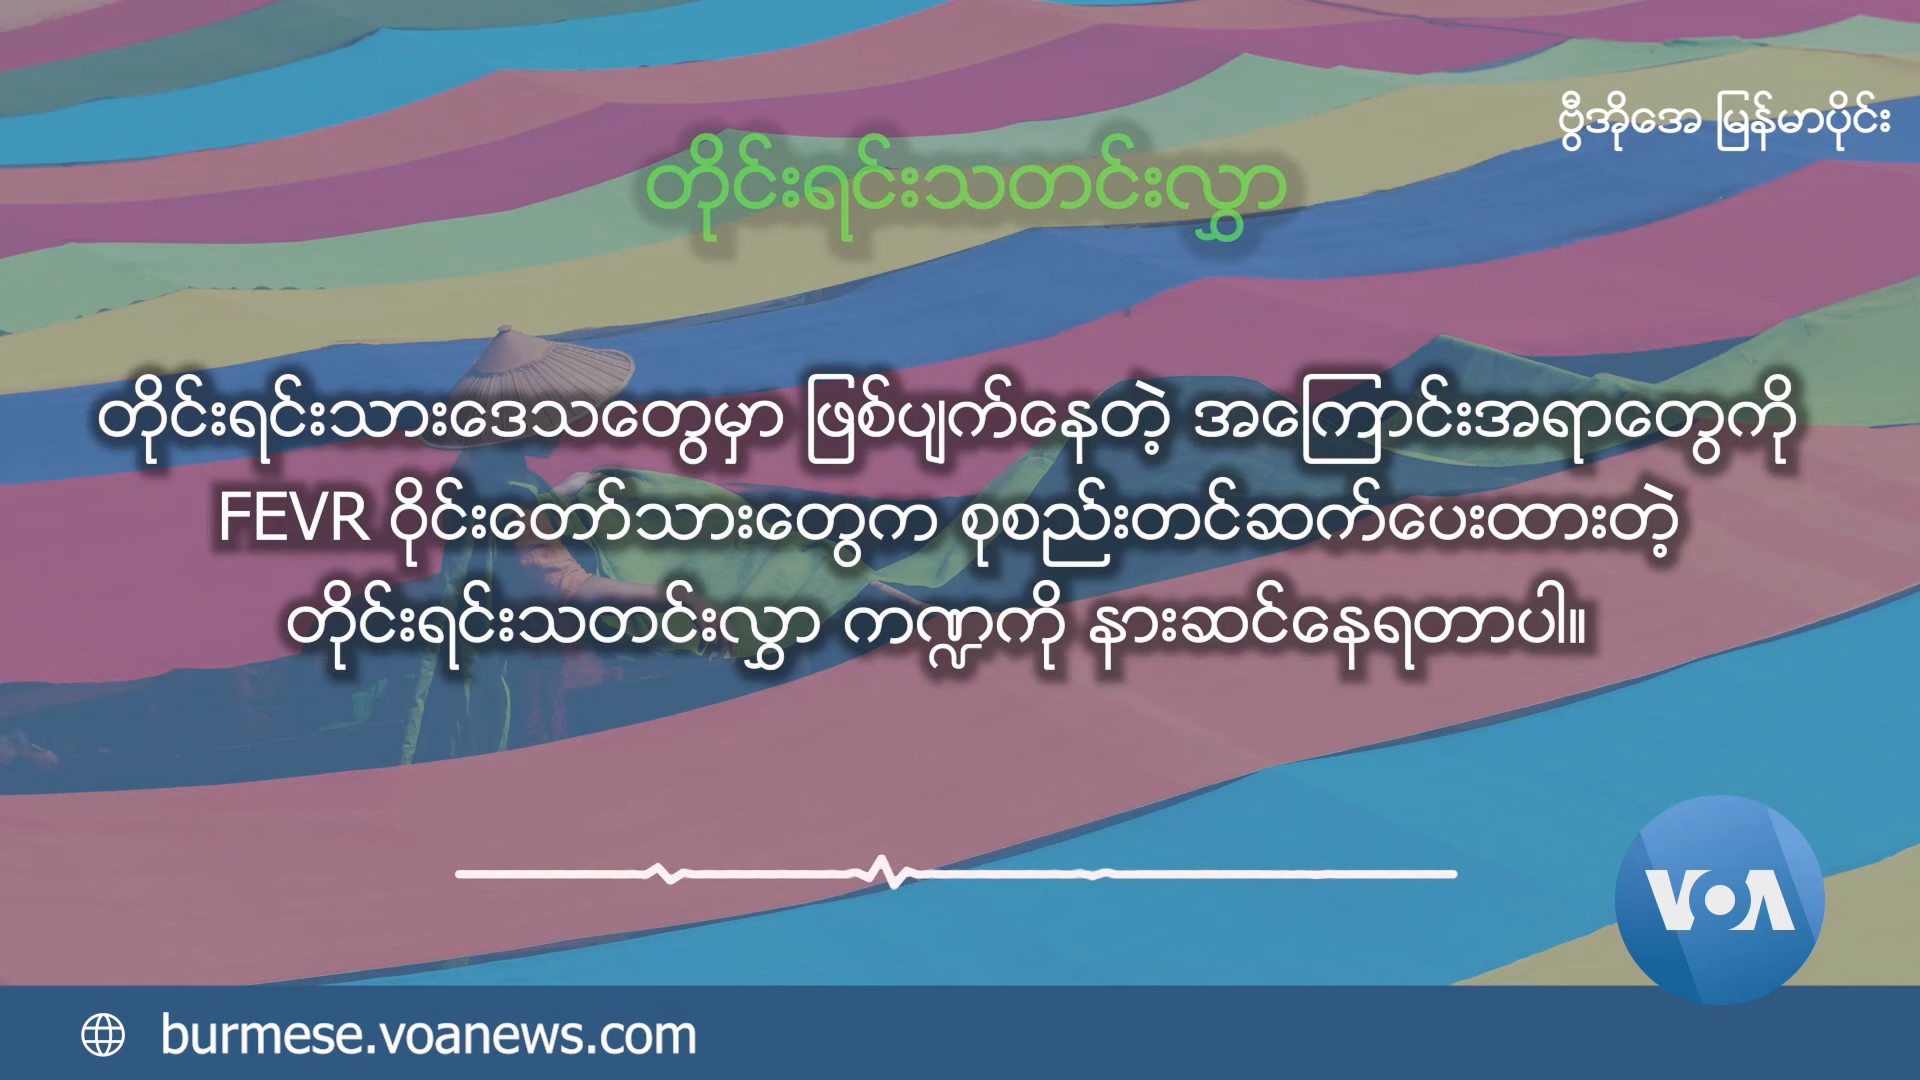 ဗွီအိုအေ မြန်မာပိုင်း
တိုင်းရင်းသတင်းလွှာ
တိုင်းရင်းသားဒေသတွေမှာ ဖြစ်ပျက်နေတဲ့ အကြောင်းအရာတွေကို
FEVR ဝိုင်းတော်သားတွေက စုစည်းတင်ဆက်ပေးထားတဲ့
တိုင်းရင်းသတင်းလွှာ ကဏ္ဍကို နားဆင်နေရတာပါ။
VOA
burmese.voanews.com